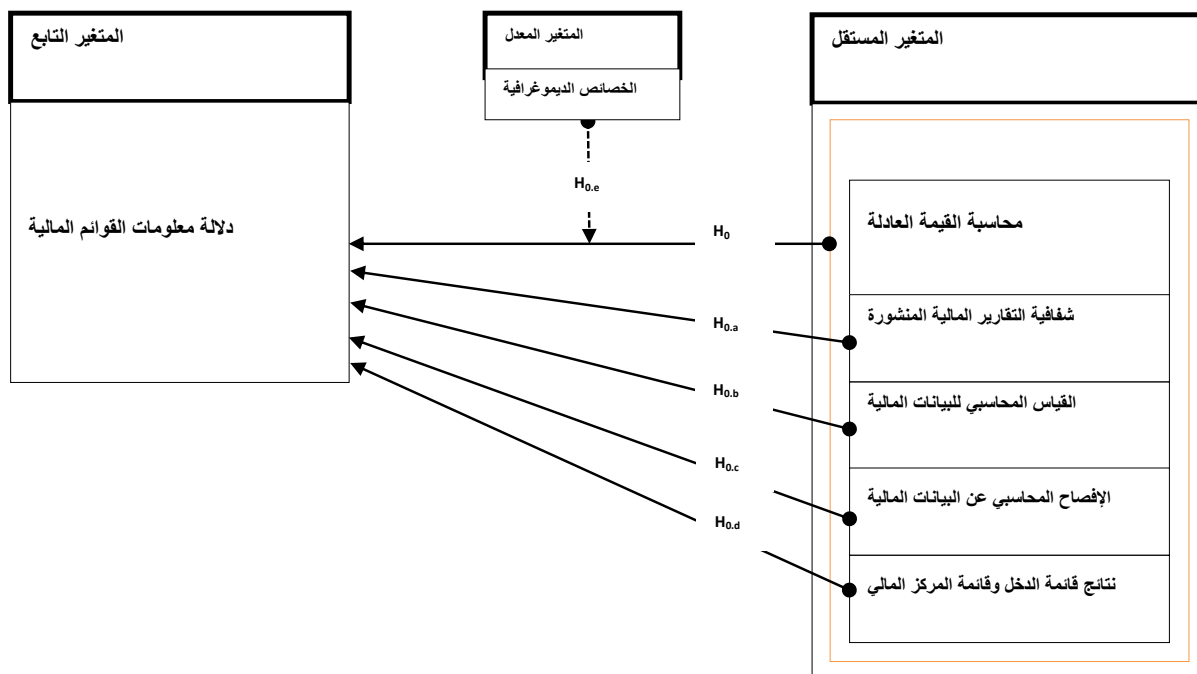 المتغير المستقل
المتغير المعدل
المتغير التابع
الخصائص الديموغرافية
H0.e
محاسبة القيمة العادلة
دلالة معلومات القوائم المالية
H0
شفافية التقارير المالية المنشورة
H0.a
القياس المحاسبي للبيانات المالية
H0.b
الإفصاح المحاسبي عن البيانات المالية
H0.c
نتائج قائمة الدخل وقائمة المركز المالي
H0.d